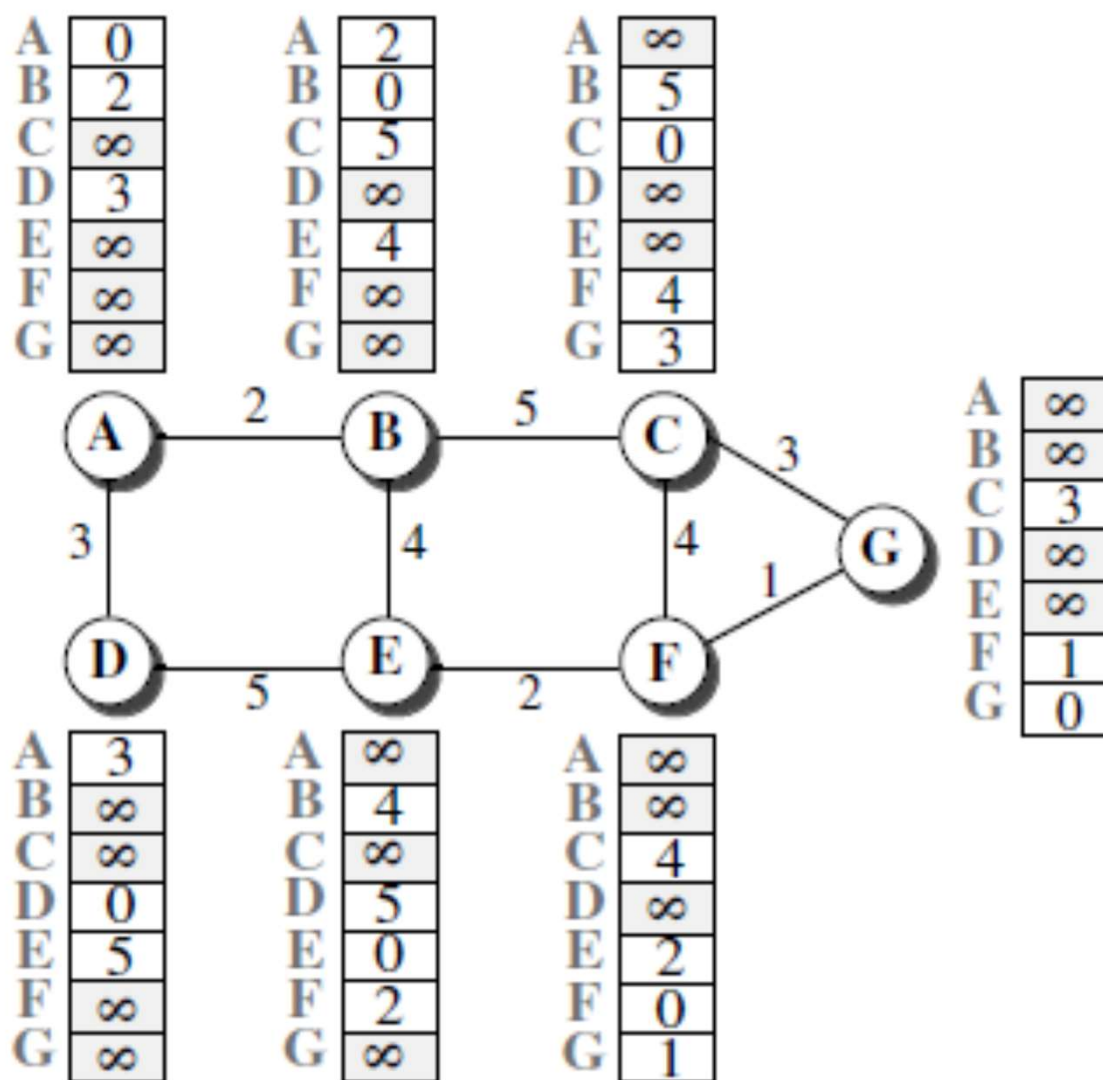 A 0 A 2 A ∞
B 2 B 0 B 5
C ∞ C 5 C 0
D 3 D ∞ D ∞
E ∞ E 4 E ∞
F ∞ F ∞ F 4
G ∞ G ∞ G 3
A 2 B 5 C 3
3 4 4 1 G
D 5 E 2 F
A ∞
B ∞
C 3
D ∞
E ∞
F 1
G 0
A 3 A ∞ A ∞
B ∞ B 4 B ∞
C ∞ C ∞ C 4
D 0 D 5 D ∞
E 5 E 0 E 2
F ∞ F 2 F 0
G ∞ G ∞ G 1